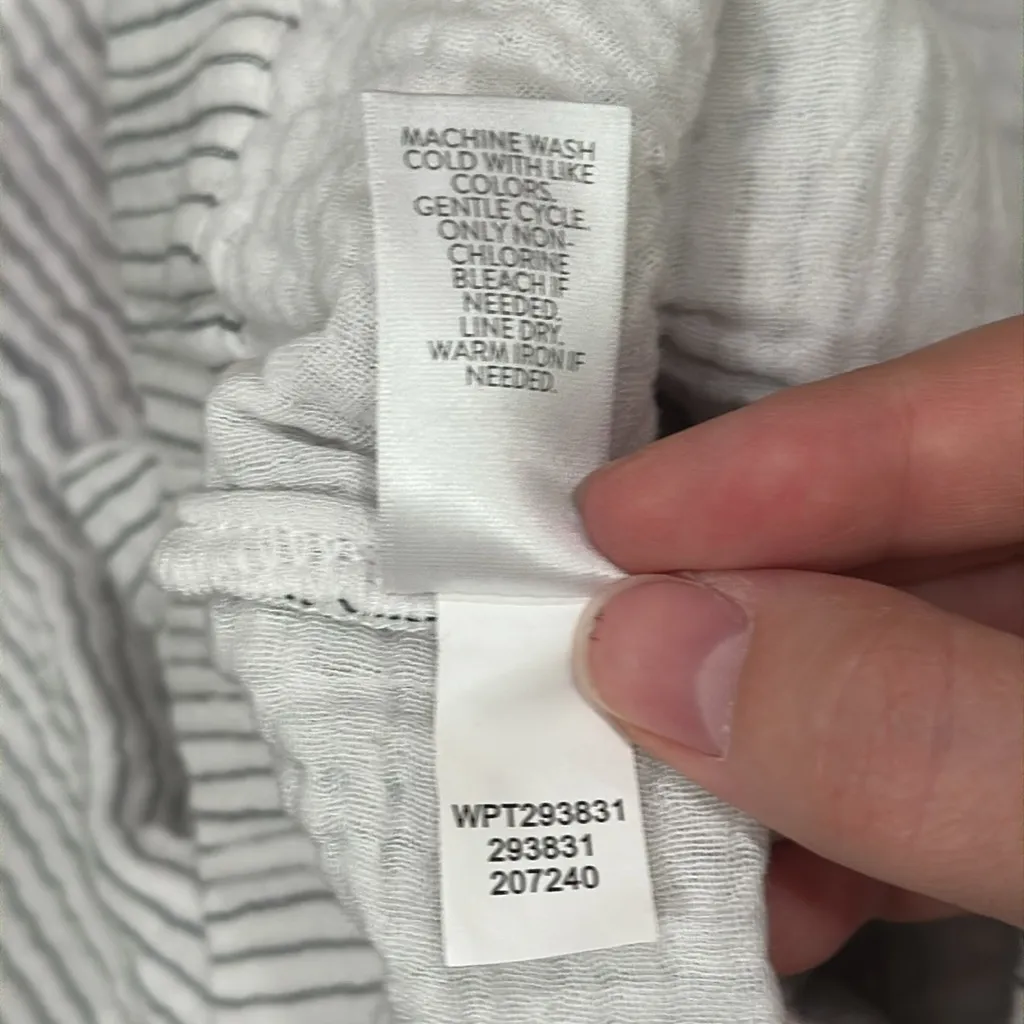 MACHINE WASH
COLD WITH LIKE
COLORS.
GENTLE CYCLE.
ONLY NON-
CHLORINE
BLEACH IF
NEEDED.
LINE DRY.
WARM IRON IF
NEEDED.
WPT293831
293831
207240